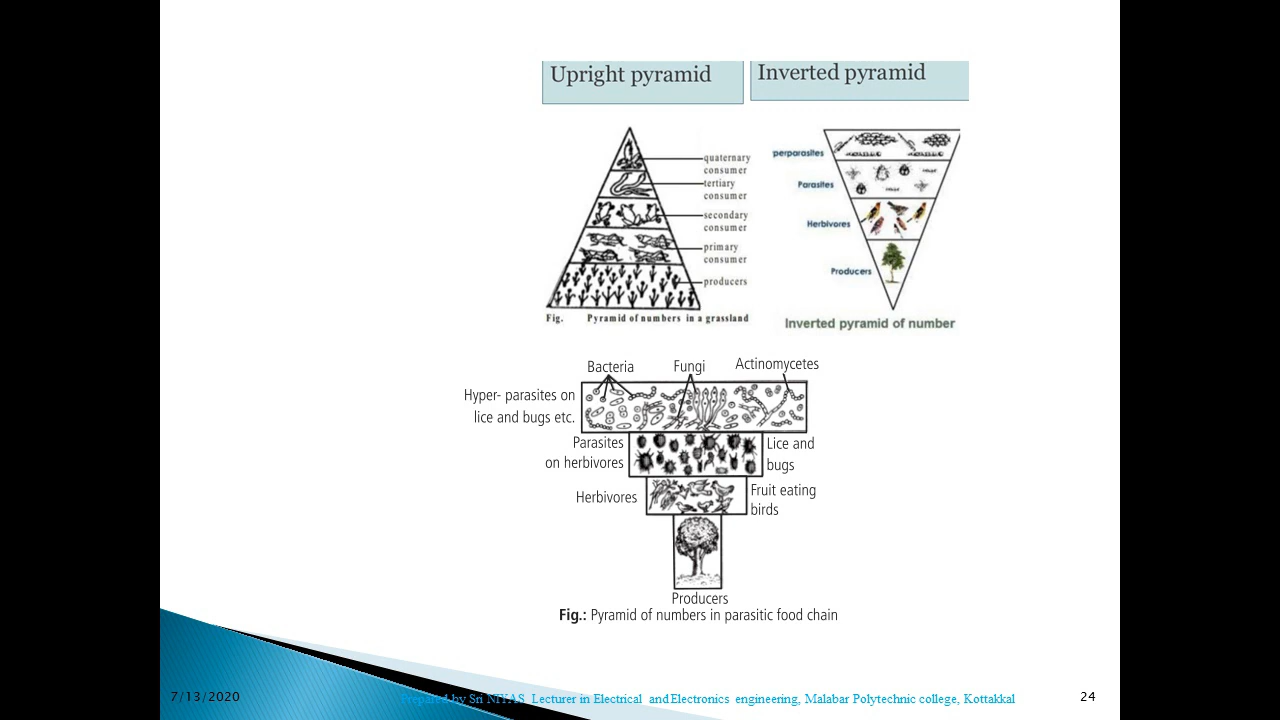 Upright pyramid
Inverted pyramid
quaternary
consumer
tertiary
consumer
secondary
consumer
primary
consumer
producers
Fig. Pyramid of numbers in a grassland
perparasites
Parasites
Herbivores
Producers
Inverted pyramid of number
Bacteria Fungi Actinomycetes
Hyper- parasites on
lice and bugs etc.
Parasites
on herbivores
Lice and
bugs
Herbivores
Fruit eating
birds
Producers
Fig.: Pyramid of numbers in parasitic food chain
7/13/2020
Prepared by Sri NIYAS Lecturer in Electrical and Electronics engineering, Malabar Polytechnic college, Kottakkal
24